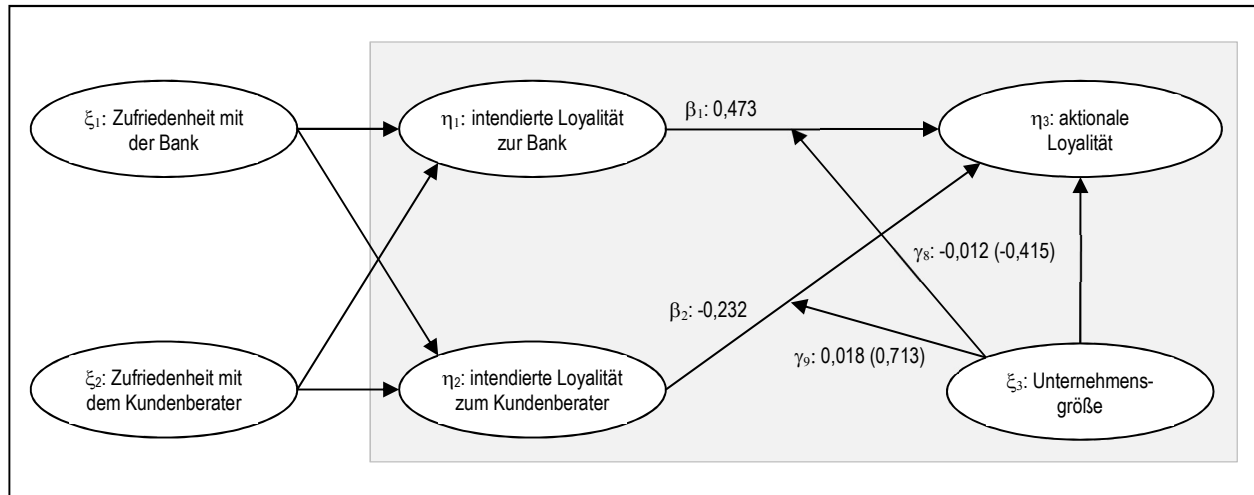 ξ1: Zufriedenheit mit
der Bank
η1: intendierte Loyalität
zur Bank
β1: 0,473
η3: aktionale
Loyalität
γ8: -0,012 (-0,415)
β2: -0,232
γ9: 0,018 (0,713)
ξ2: Zufriedenheit mit
dem Kundenberater
η2: intendierte Loyalität
zum Kundenberater
ξ3: Unternehmens-
größe